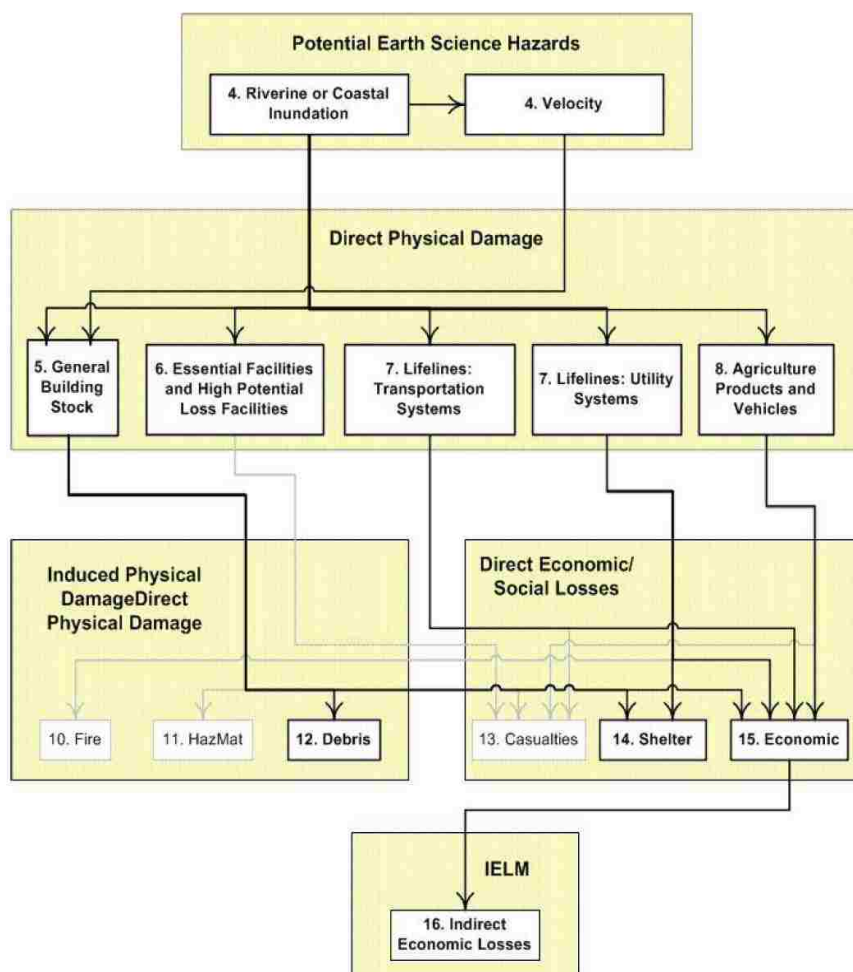 Potential Earth Science Hazards
4. Riverine or Coastal
Inundation
4. Velocity
Direct Physical Damage
5. General
Building
Stock
6. Essential Facilities
and High Potential
Loss Facilities
7. Lifelines:
Transportation
Systems
7. Lifelines: Utility
Systems
8. Agriculture
Products and
Vehicles
Induced Physical
DamageDirect
Physical Damage
10. Fire
11. HazMat
12. Debris
Direct Economic/
Social Losses
13. Casualties
14. Shelter
15. Economic
IELM
16. Indirect
Economic Losses